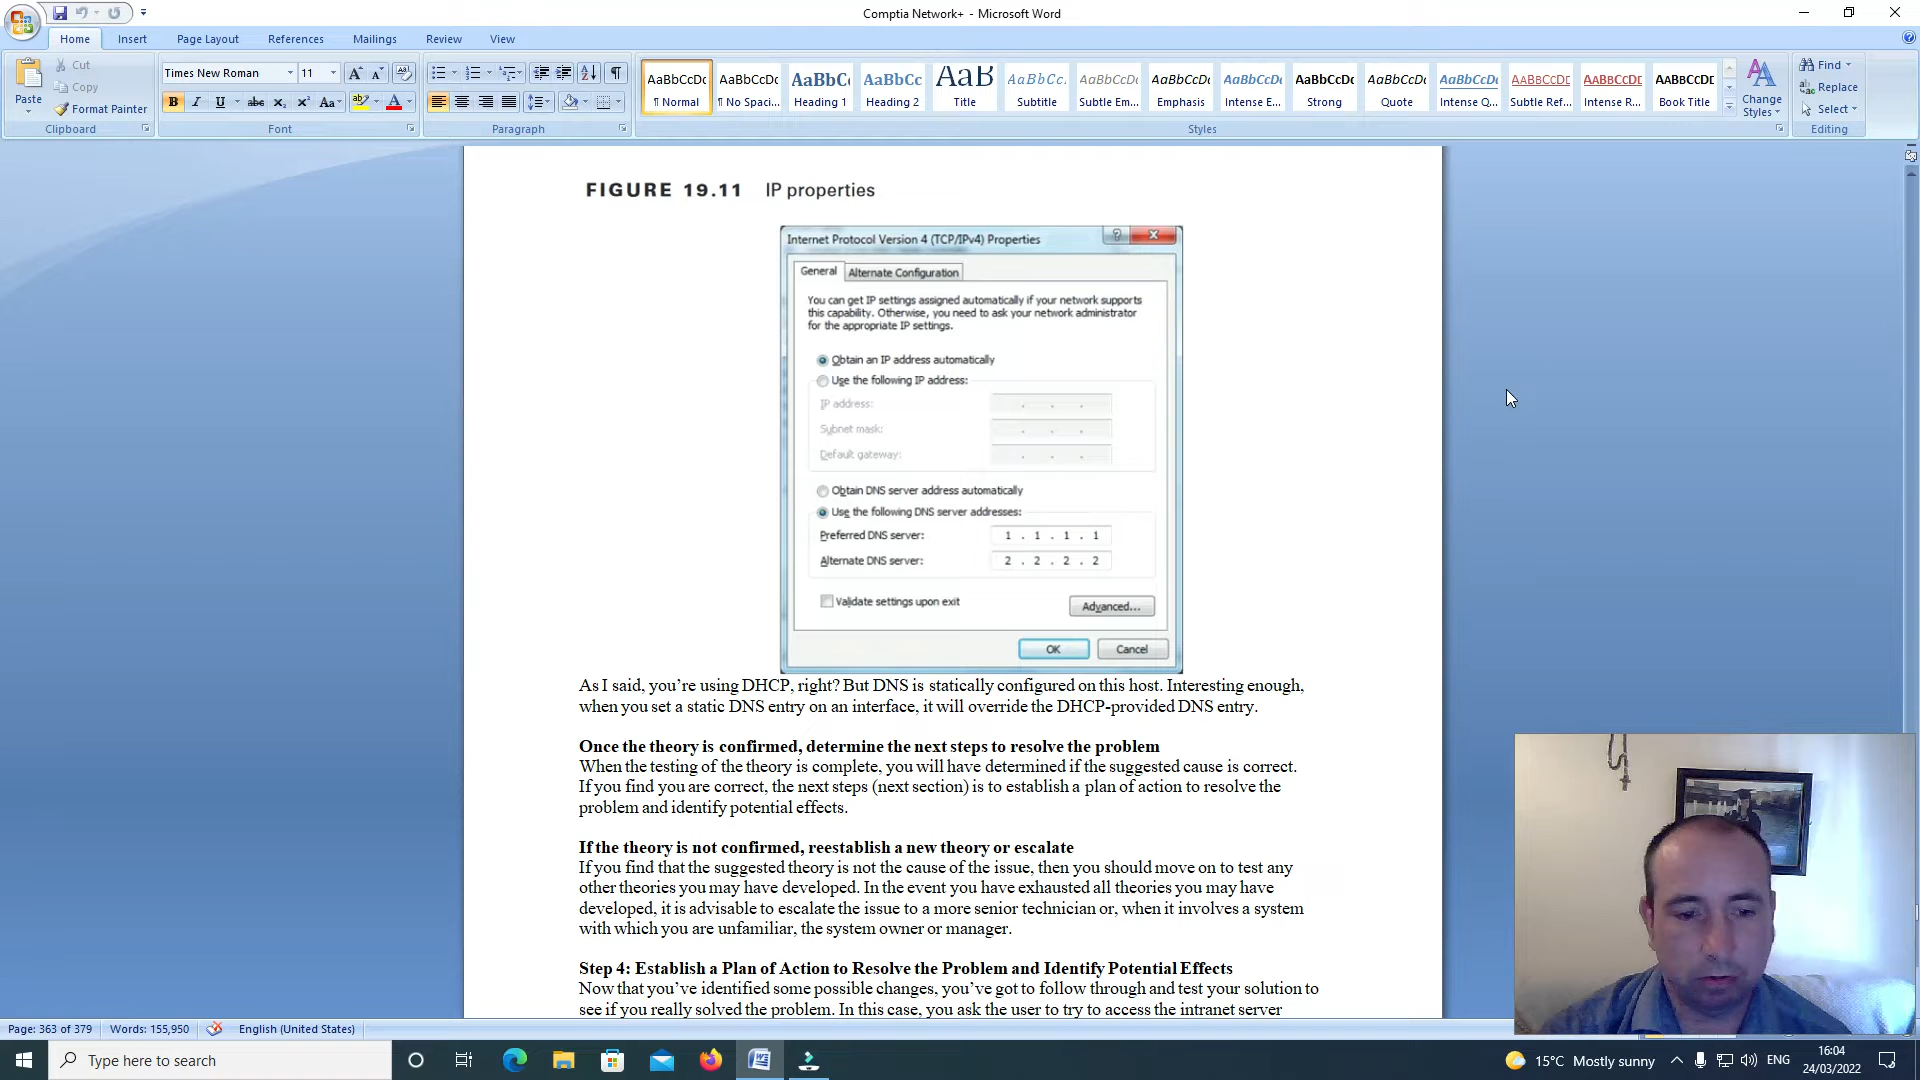 Comptia Network+ - Microsoft Word
Home Insert Page Layout References Mailings Review View
Paste
Cut
Copy
Format Painter
Clipboard
Times New Roman 11
Font
Paragraph
AaBbCcDc AaBbCcDc AaBbCc AaBbCc AaB AaBbCc. AaBbCcDc AaBbCcDc AaBbCcDc AaBbCcDc AaBbCcDc AaBbCcDc AABBCCDC AABBCCDC AABBCCDC
¶ Normal ¶ No Spaci... Heading 1 Heading 2 Title Subtitle Subtle Em... Emphasis Intense E... Strong Quote Intense Q... Subtle Ref... Intense R... Book Title
Styles
Change
Styles
Find
Replace
Select
Editing
FIGURE 19.11 IP properties
Internet Protocol Version 4 (TCP/IPv4) Properties
General Alternate Configuration
You can get IP settings assigned automatically if your network supports
this capability. Otherwise, you need to ask your network administrator
for the appropriate IP settings.
Obtain an IP address automatically
Use the following IP address:
IP address: . . .
Subnet mask: . . .
Default gateway: . . .
Obtain DNS server address automatically
Use the following DNS server addresses:
Preferred DNS server: 1 . 1 . 1 . 1
Alternate DNS server: 2 . 2 . 2 . 2
Validate settings upon exit
Advanced...
OK Cancel
As I said, you’re using DHCP, right? But DNS is statically configured on this host. Interesting enough,
when you set a static DNS entry on an interface, it will override the DHCP-provided DNS entry.
Once the theory is confirmed, determine the next steps to resolve the problem
When the testing of the theory is complete, you will have determined if the suggested cause is correct.
If you find you are correct, the next steps (next section) is to establish a plan of action to resolve the
problem and identify potential effects.
If the theory is not confirmed, reestablish a new theory or escalate
If you find that the suggested theory is not the cause of the issue, then you should move on to test any
other theories you may have developed. In the event you have exhausted all theories you may have
developed, it is advisable to escalate the issue to a more senior technician or, when it involves a system
with which you are unfamiliar, the system owner or manager.
Step 4: Establish a Plan of Action to Resolve the Problem and Identify Potential Effects
Now that you’ve identified some possible changes, you’ve got to follow through and test your solution to
see if you really solved the problem. In this case, you ask the user to try to access the intranet server
Page: 363 of 379 Words: 155,950 English (United States)
Type here to search
15°C Mostly sunny ENG
16:04
24/03/2022